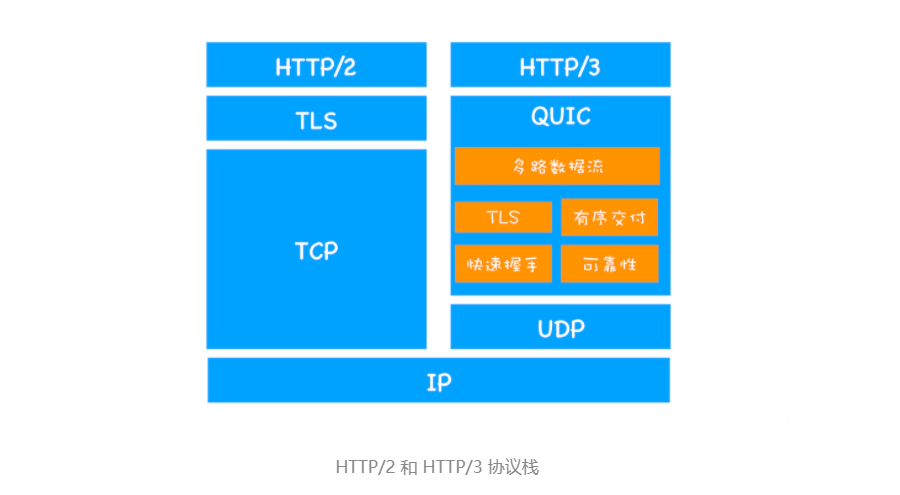 HTTP/2
TLS
TCP
HTTP/3
QUIC
多路数据流
TLS
有序交付
快速握手
可靠性
UDP
IP
HTTP/2 和 HTTP/3 协议栈